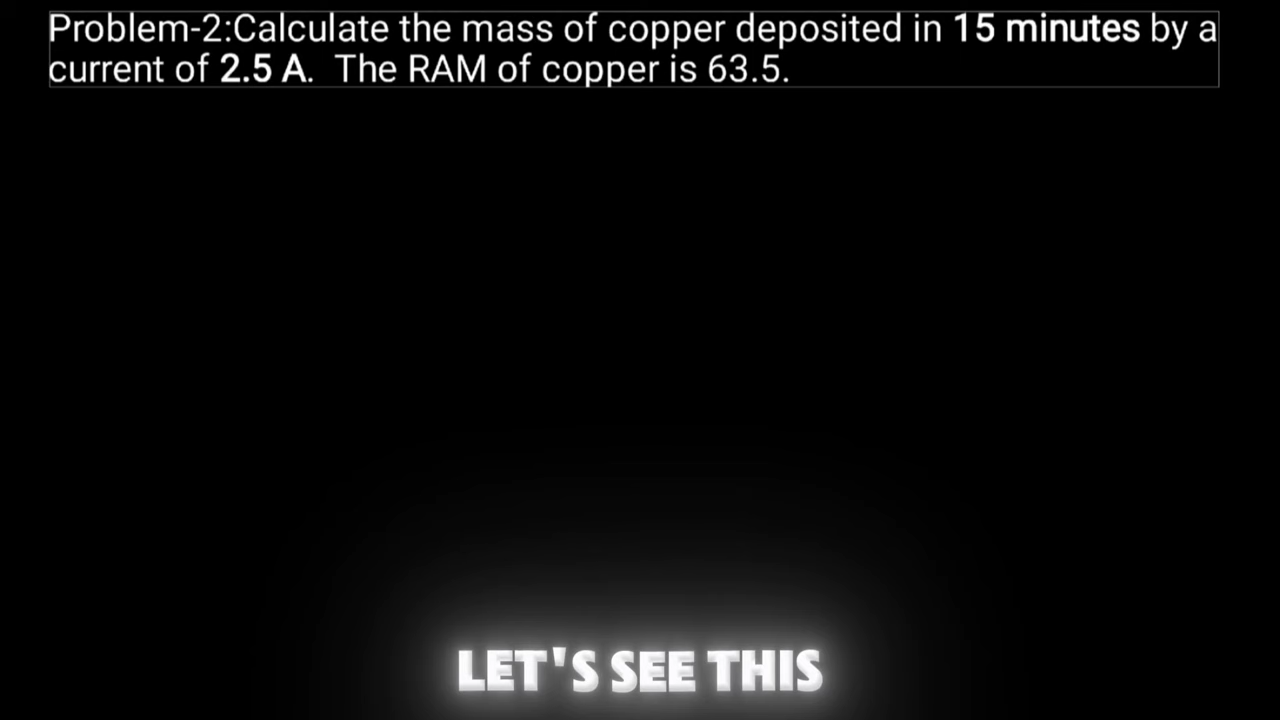 Problem-2:Calculate the mass of copper deposited in 15 minutes by a
current of 2.5 A.  The RAM of copper is 63.5.
LET'S SEE THIS